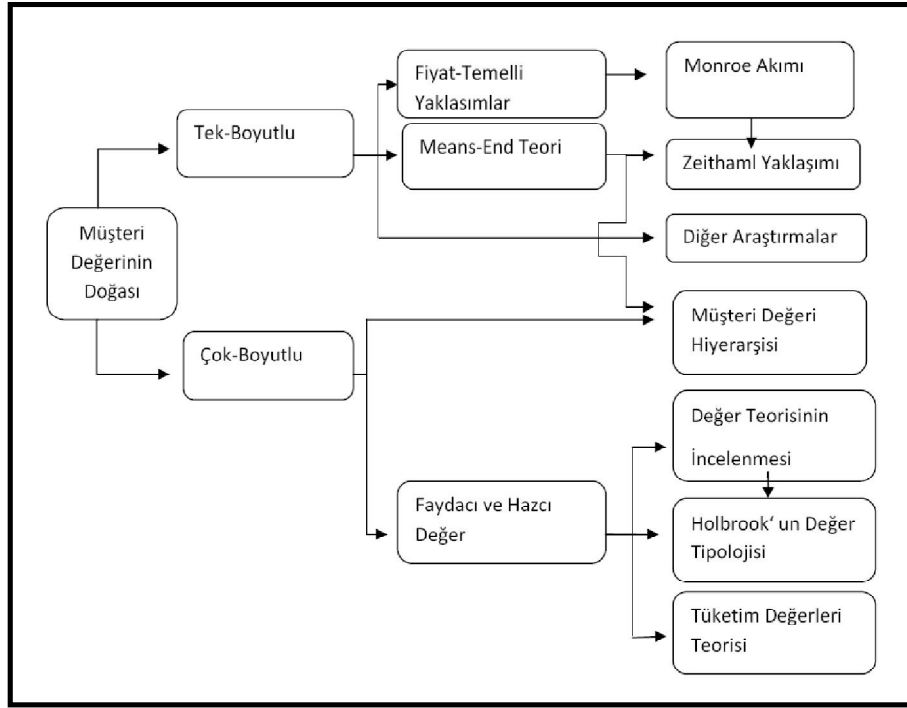 Müşteri
Değerinin
Doğası
Tek-Boyutlu
Çok-Boyutlu
Fiyat-Temelli
Yaklasımlar
Means-End Teori
Faydacı ve Hazcı
Değer
Monroe Akımı
Zeithaml Yaklaşımı
Diğer Araştırmalar
Müşteri Değeri
Hiyerarşisi
Değer Teorisinin
İncelenmesi
Holbrook‘ un Değer
Tipolojisi
Tüketim Değerleri
Teorisi